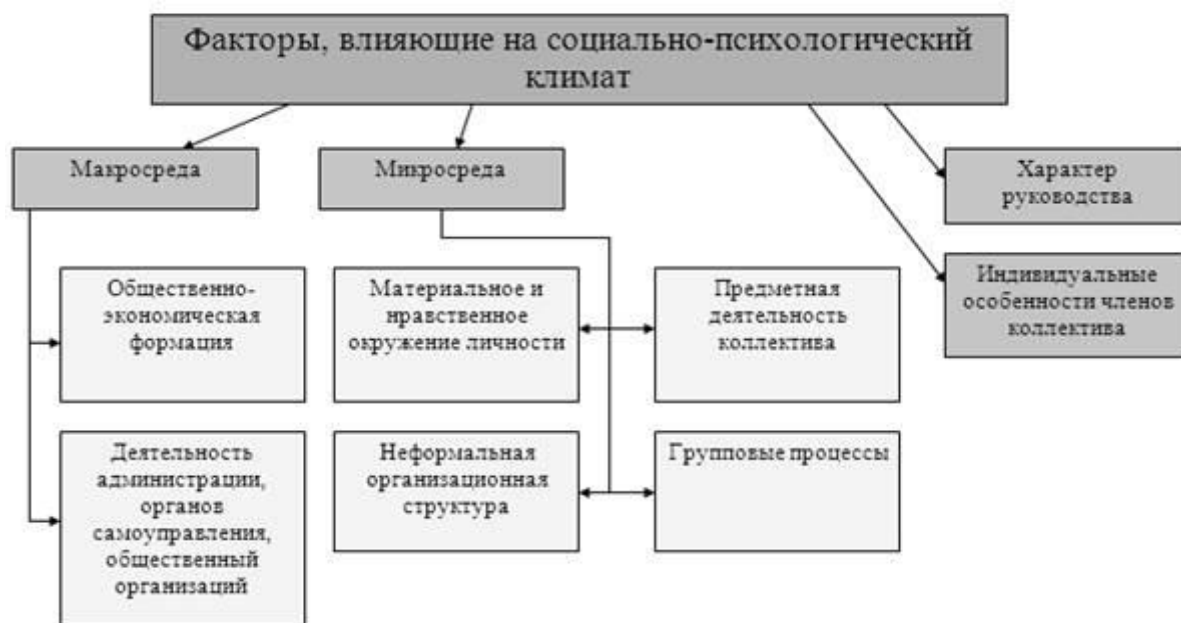 Факторы, влияющие на социально-психологический
климат
Макросреда
Микросреда
Характер
руководства
Индивидуальные
особенности членов
коллектива
Общественно-
экономическая
формация
Материальное и
нравственное
окружение личности
Предметная
деятельность
коллектива
Деятельность
администрации,
органов
самоуправления,
общественный
организаций
Неформальная
организационная
структура
Групповые процессы